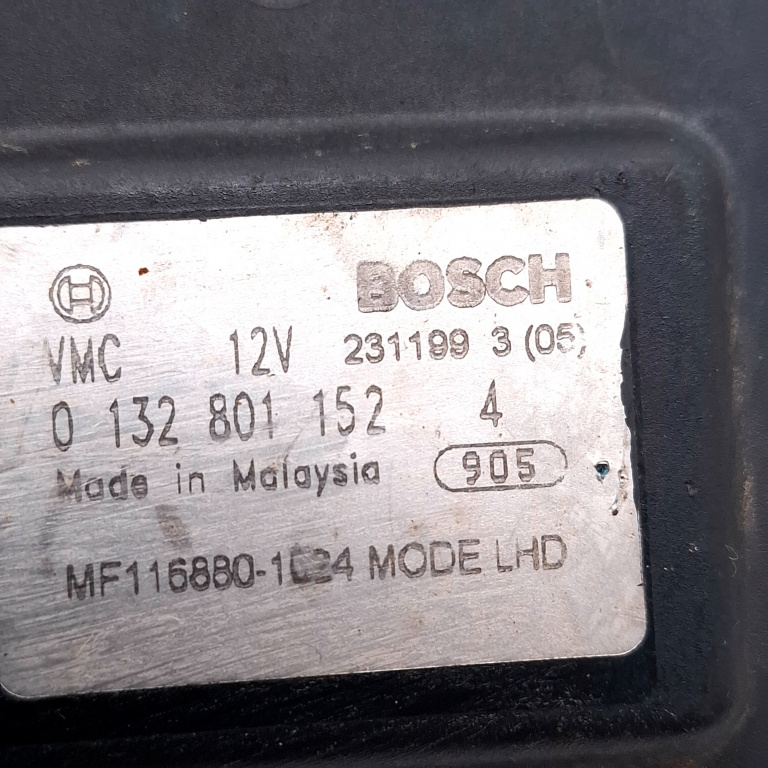 BOSCH
VMC 12V 231199 3 (05)
0 132 801 152 4
Made in Malaysia 905
MODE LHD